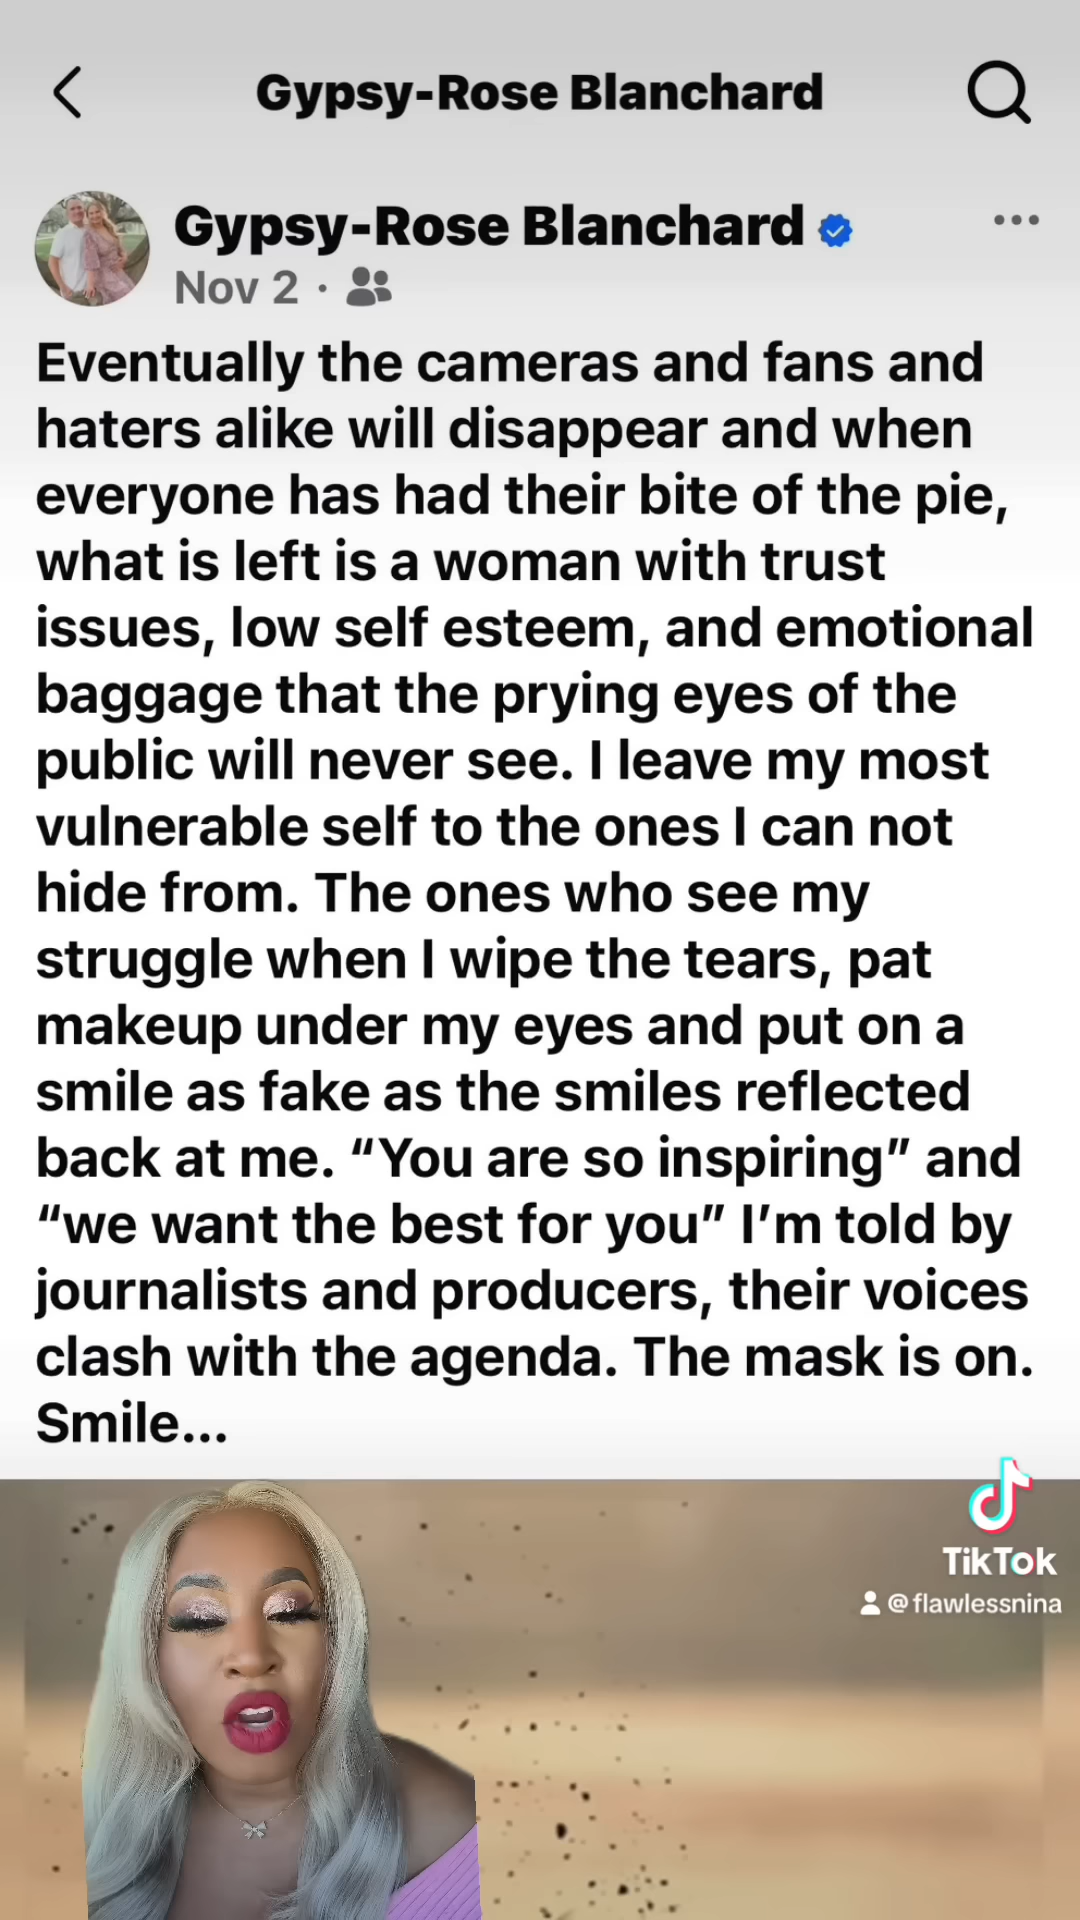 Gypsy-Rose Blanchard
Gypsy-Rose Blanchard
Nov 2 ·
Eventually the cameras and fans and
haters alike will disappear and when
everyone has had their bite of the pie,
what is left is a woman with trust
issues, low self esteem, and emotional
baggage that the prying eyes of the
public will never see. I leave my most
vulnerable self to the ones I can not
hide from. The ones who see my
struggle when I wipe the tears, pat
makeup under my eyes and put on a
smile as fake as the smiles reflected
back at me. “You are so inspiring” and
“we want the best for you” I’m told by
journalists and producers, their voices
clash with the agenda. The mask is on.
Smile...
TikTok
@flawlessnina